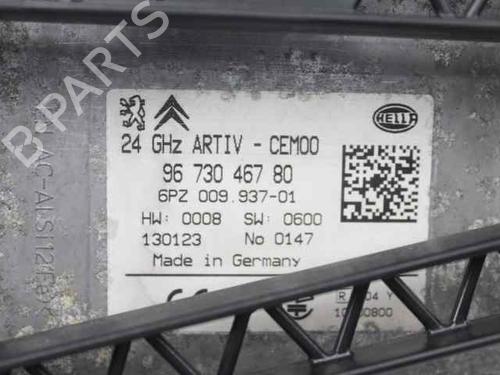 HELLA
24 GHz ARTIV - CEM00
96 730 467 80
6PZ 009.937-01
HW: 0008 SW: 0600
130123 No 0147
Made in Germany